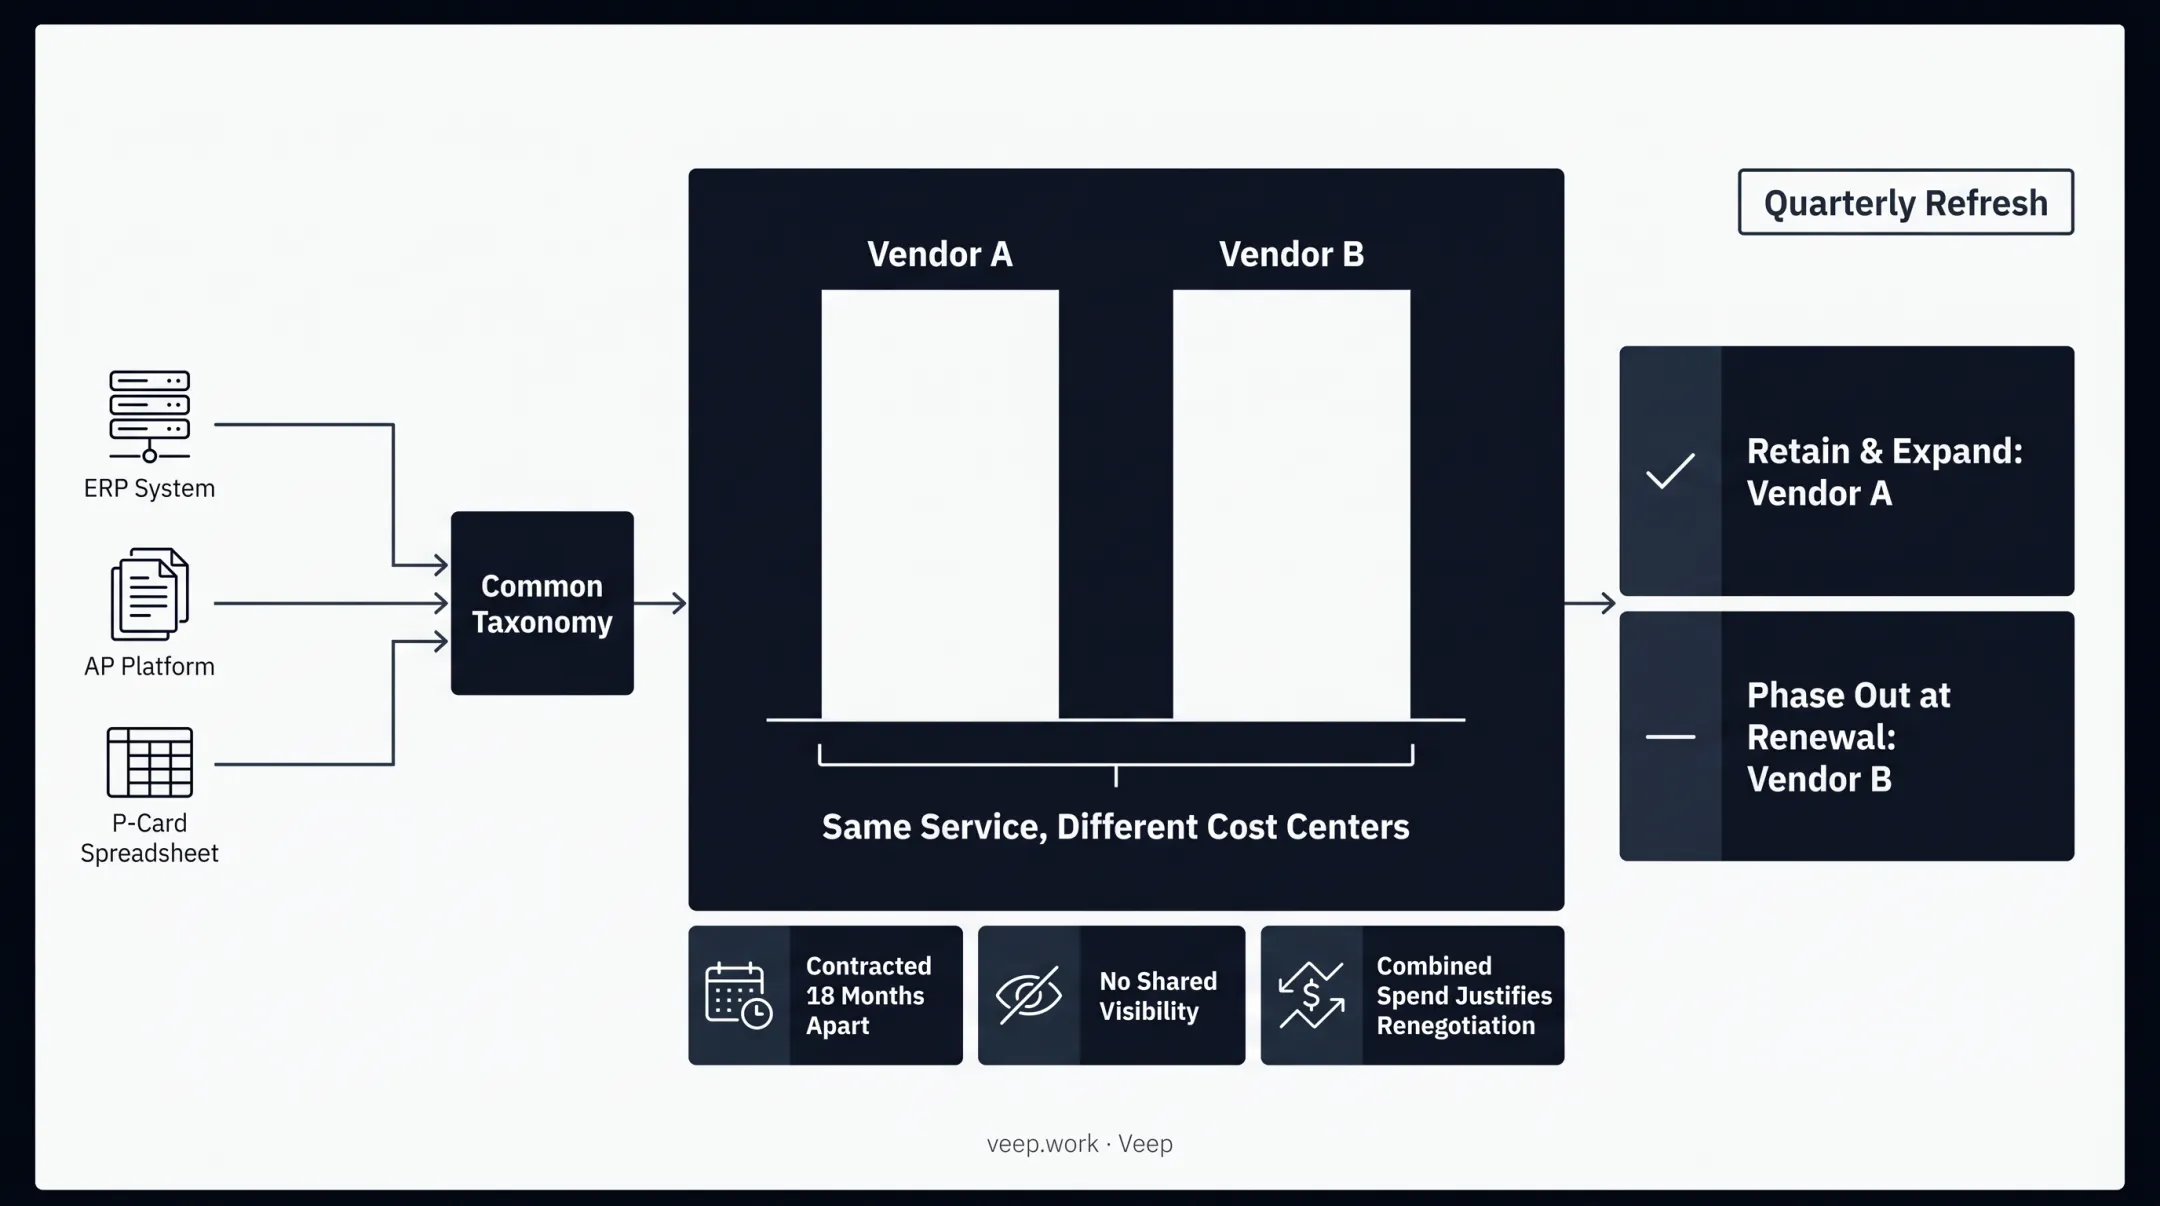 Quarterly Refresh
Vendor A
Vendor B
ERP System
AP Platform
P-Card
Spreadsheet
Common
Taxonomy
Same Service, Different Cost Centers
Retain & Expand:
Vendor A
Phase Out at
Renewal:
Vendor B
Contracted
18 Months
Apart
No Shared
Visibility
Combined
Spend Justifies
Renegotiation
$
veep.work · Veep